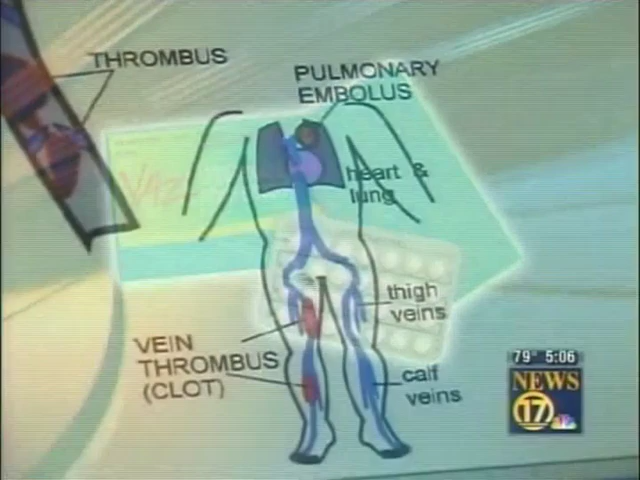 THROMBUS
PULMONARY
EMBOLUS
heart &
lung
thigh
veins
VEIN
THROMBUS
(CLOT)
calf
veins
79° 5:06
NEWS
17